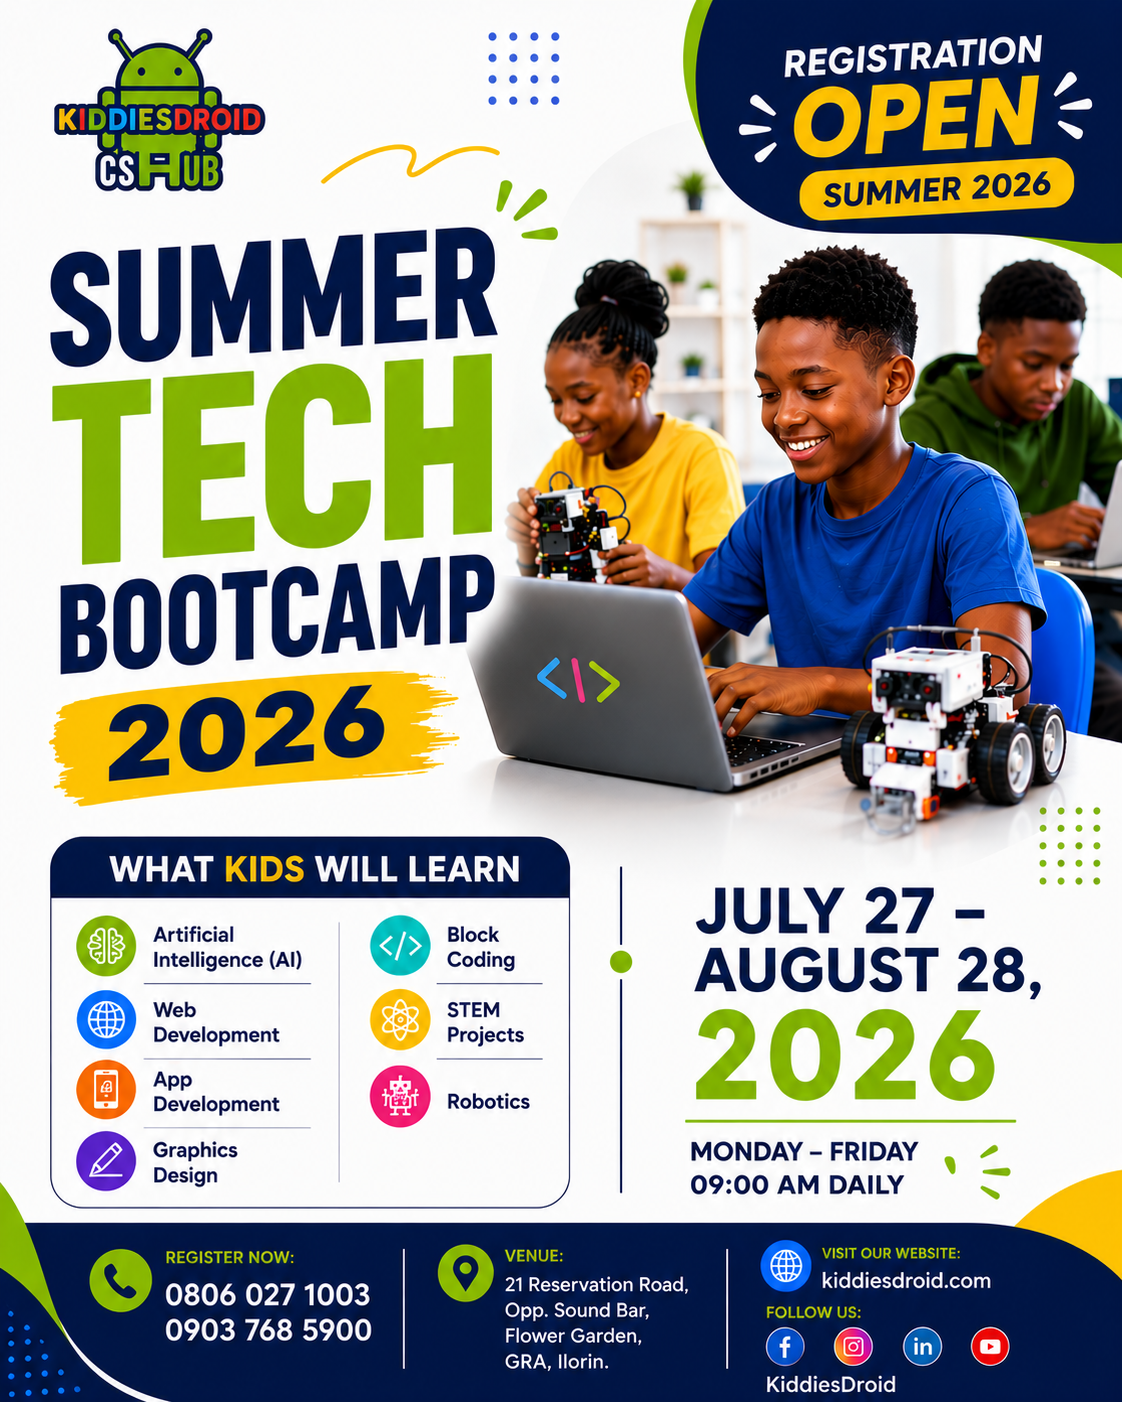 KIDDIESDROID
CS HUB
REGISTRATION
OPEN
SUMMER 2026
SUMMER
TECH
BOOTCAMP
2026
</>
WHAT KIDS WILL LEARN
Artificial
Intelligence (AI)
Web
Development
App
Development
Graphics
Design
</>
Block
Coding
STEM
Projects
Robotics
JULY 27 –
AUGUST 28,
2026
MONDAY – FRIDAY
09:00 AM DAILY
REGISTER NOW:
0806 027 1003
0903 768 5900
VENUE:
21 Reservation Road,
Opp. Sound Bar,
Flower Garden,
GRA, Ilorin.
VISIT OUR WEBSITE:
kiddiesdroid.com
FOLLOW US:
f
in
KiddiesDroid